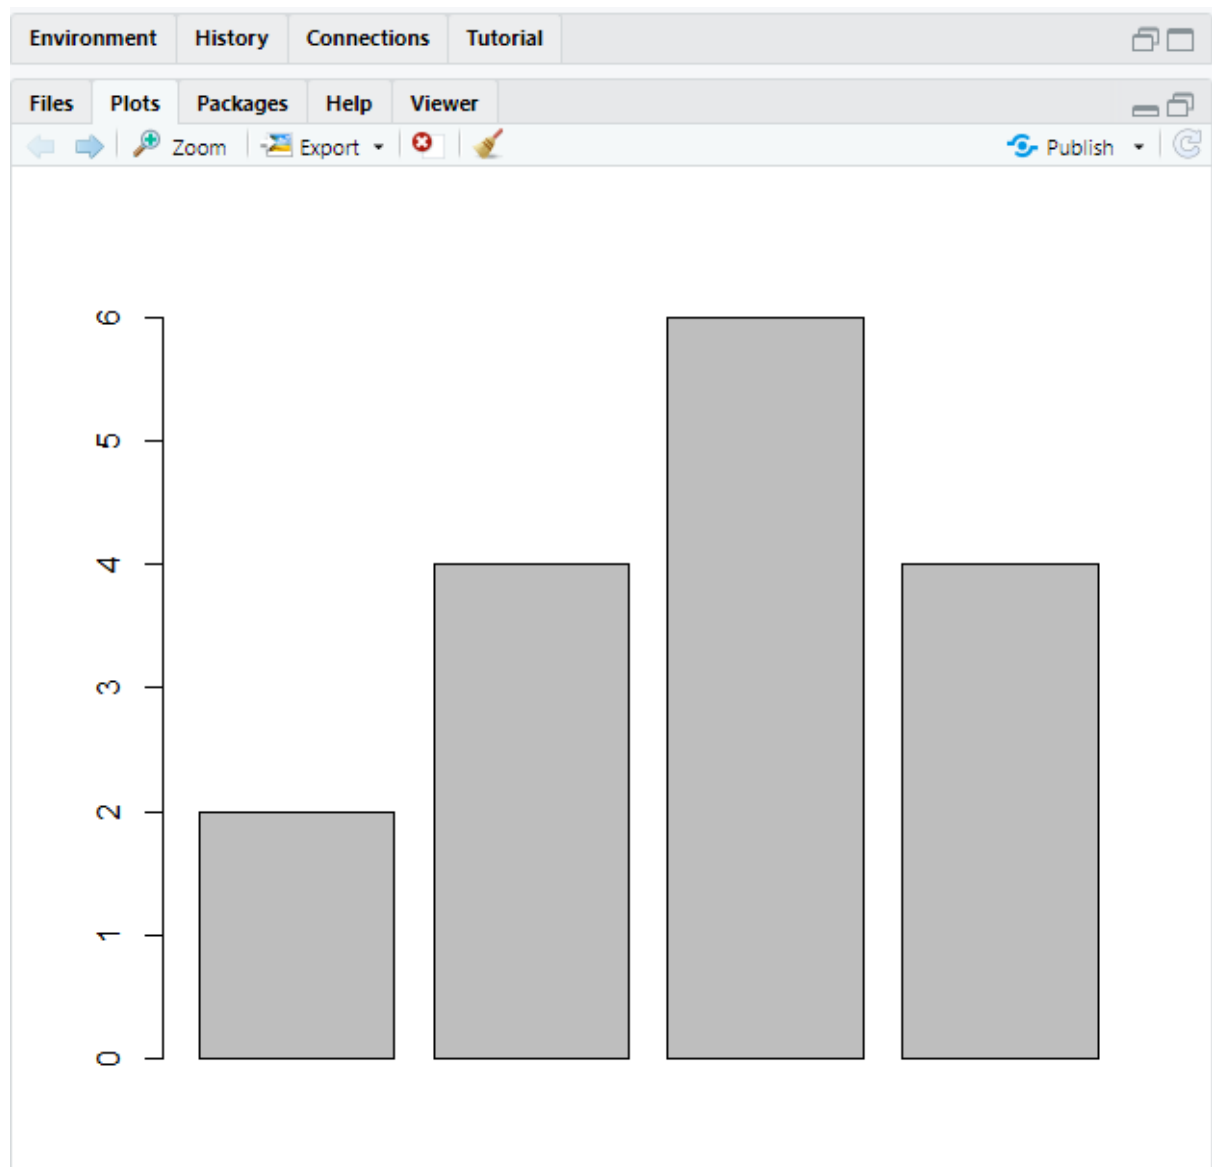 Environment History Connections Tutorial
Files Plots Packages Help Viewer
Zoom Export Publish
6
5
4
3
2
1
0